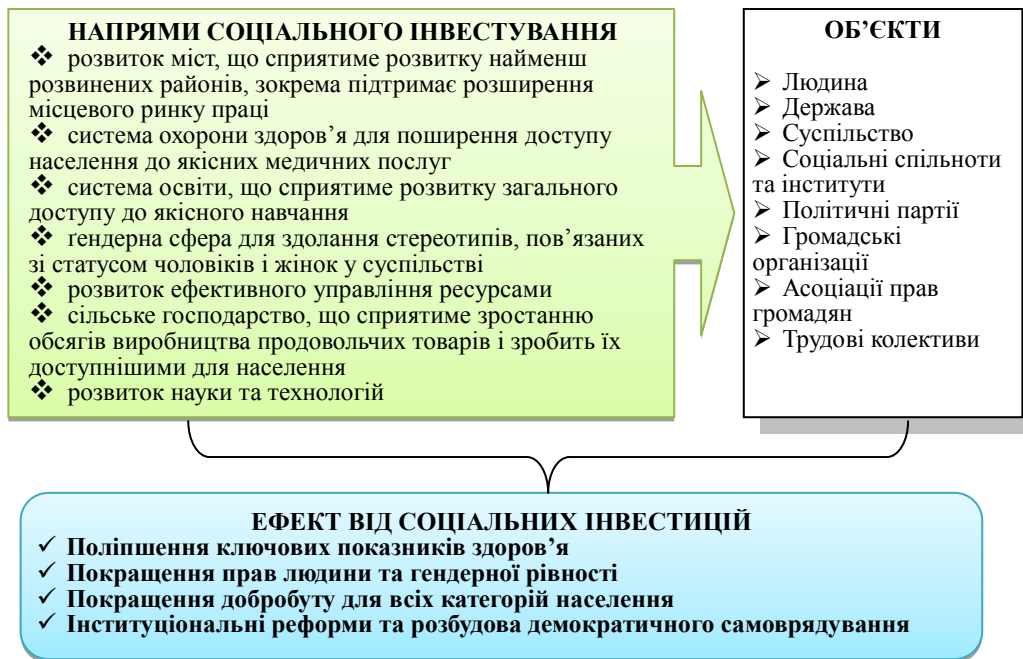 НАПРЯМИ СОЦІАЛЬНОГО ІНВЕСТУВАННЯ
❖ розвиток міст, що сприятиме розвитку найменш
розвинених районів, зокрема підтримає розширення
місцевого ринку праці
❖ система охорони здоров’я для поширення доступу
населення до якісних медичних послуг
❖ система освіти, що сприятиме розвитку загального
доступу до якісного навчання
❖ ґендерна сфера для здолання стереотипів, пов’язаних
зі статусом чоловіків і жінок у суспільстві
❖ розвиток ефективного управління ресурсами
❖ сільське господарство, що сприятиме зростанню
обсягів виробництва продовольчих товарів і зробить їх
доступнішими для населення
❖ розвиток науки та технологій
ОБ’ЄКТИ
➢ Людина
➢ Держава
➢ Суспільство
➢ Соціальні спільноти
та інститути
➢ Політичні партії
➢ Громадські
організації
➢ Асоціації прав
громадян
➢ Трудові колективи
ЕФЕКТ ВІД СОЦІАЛЬНИХ ІНВЕСТИЦІЙ
✓ Поліпшення ключових показників здоров’я
✓ Покращення прав людини та гендерної рівності
✓ Покращення добробуту для всіх категорій населення
✓ Інституціональні реформи та розбудова демократичного самоврядування